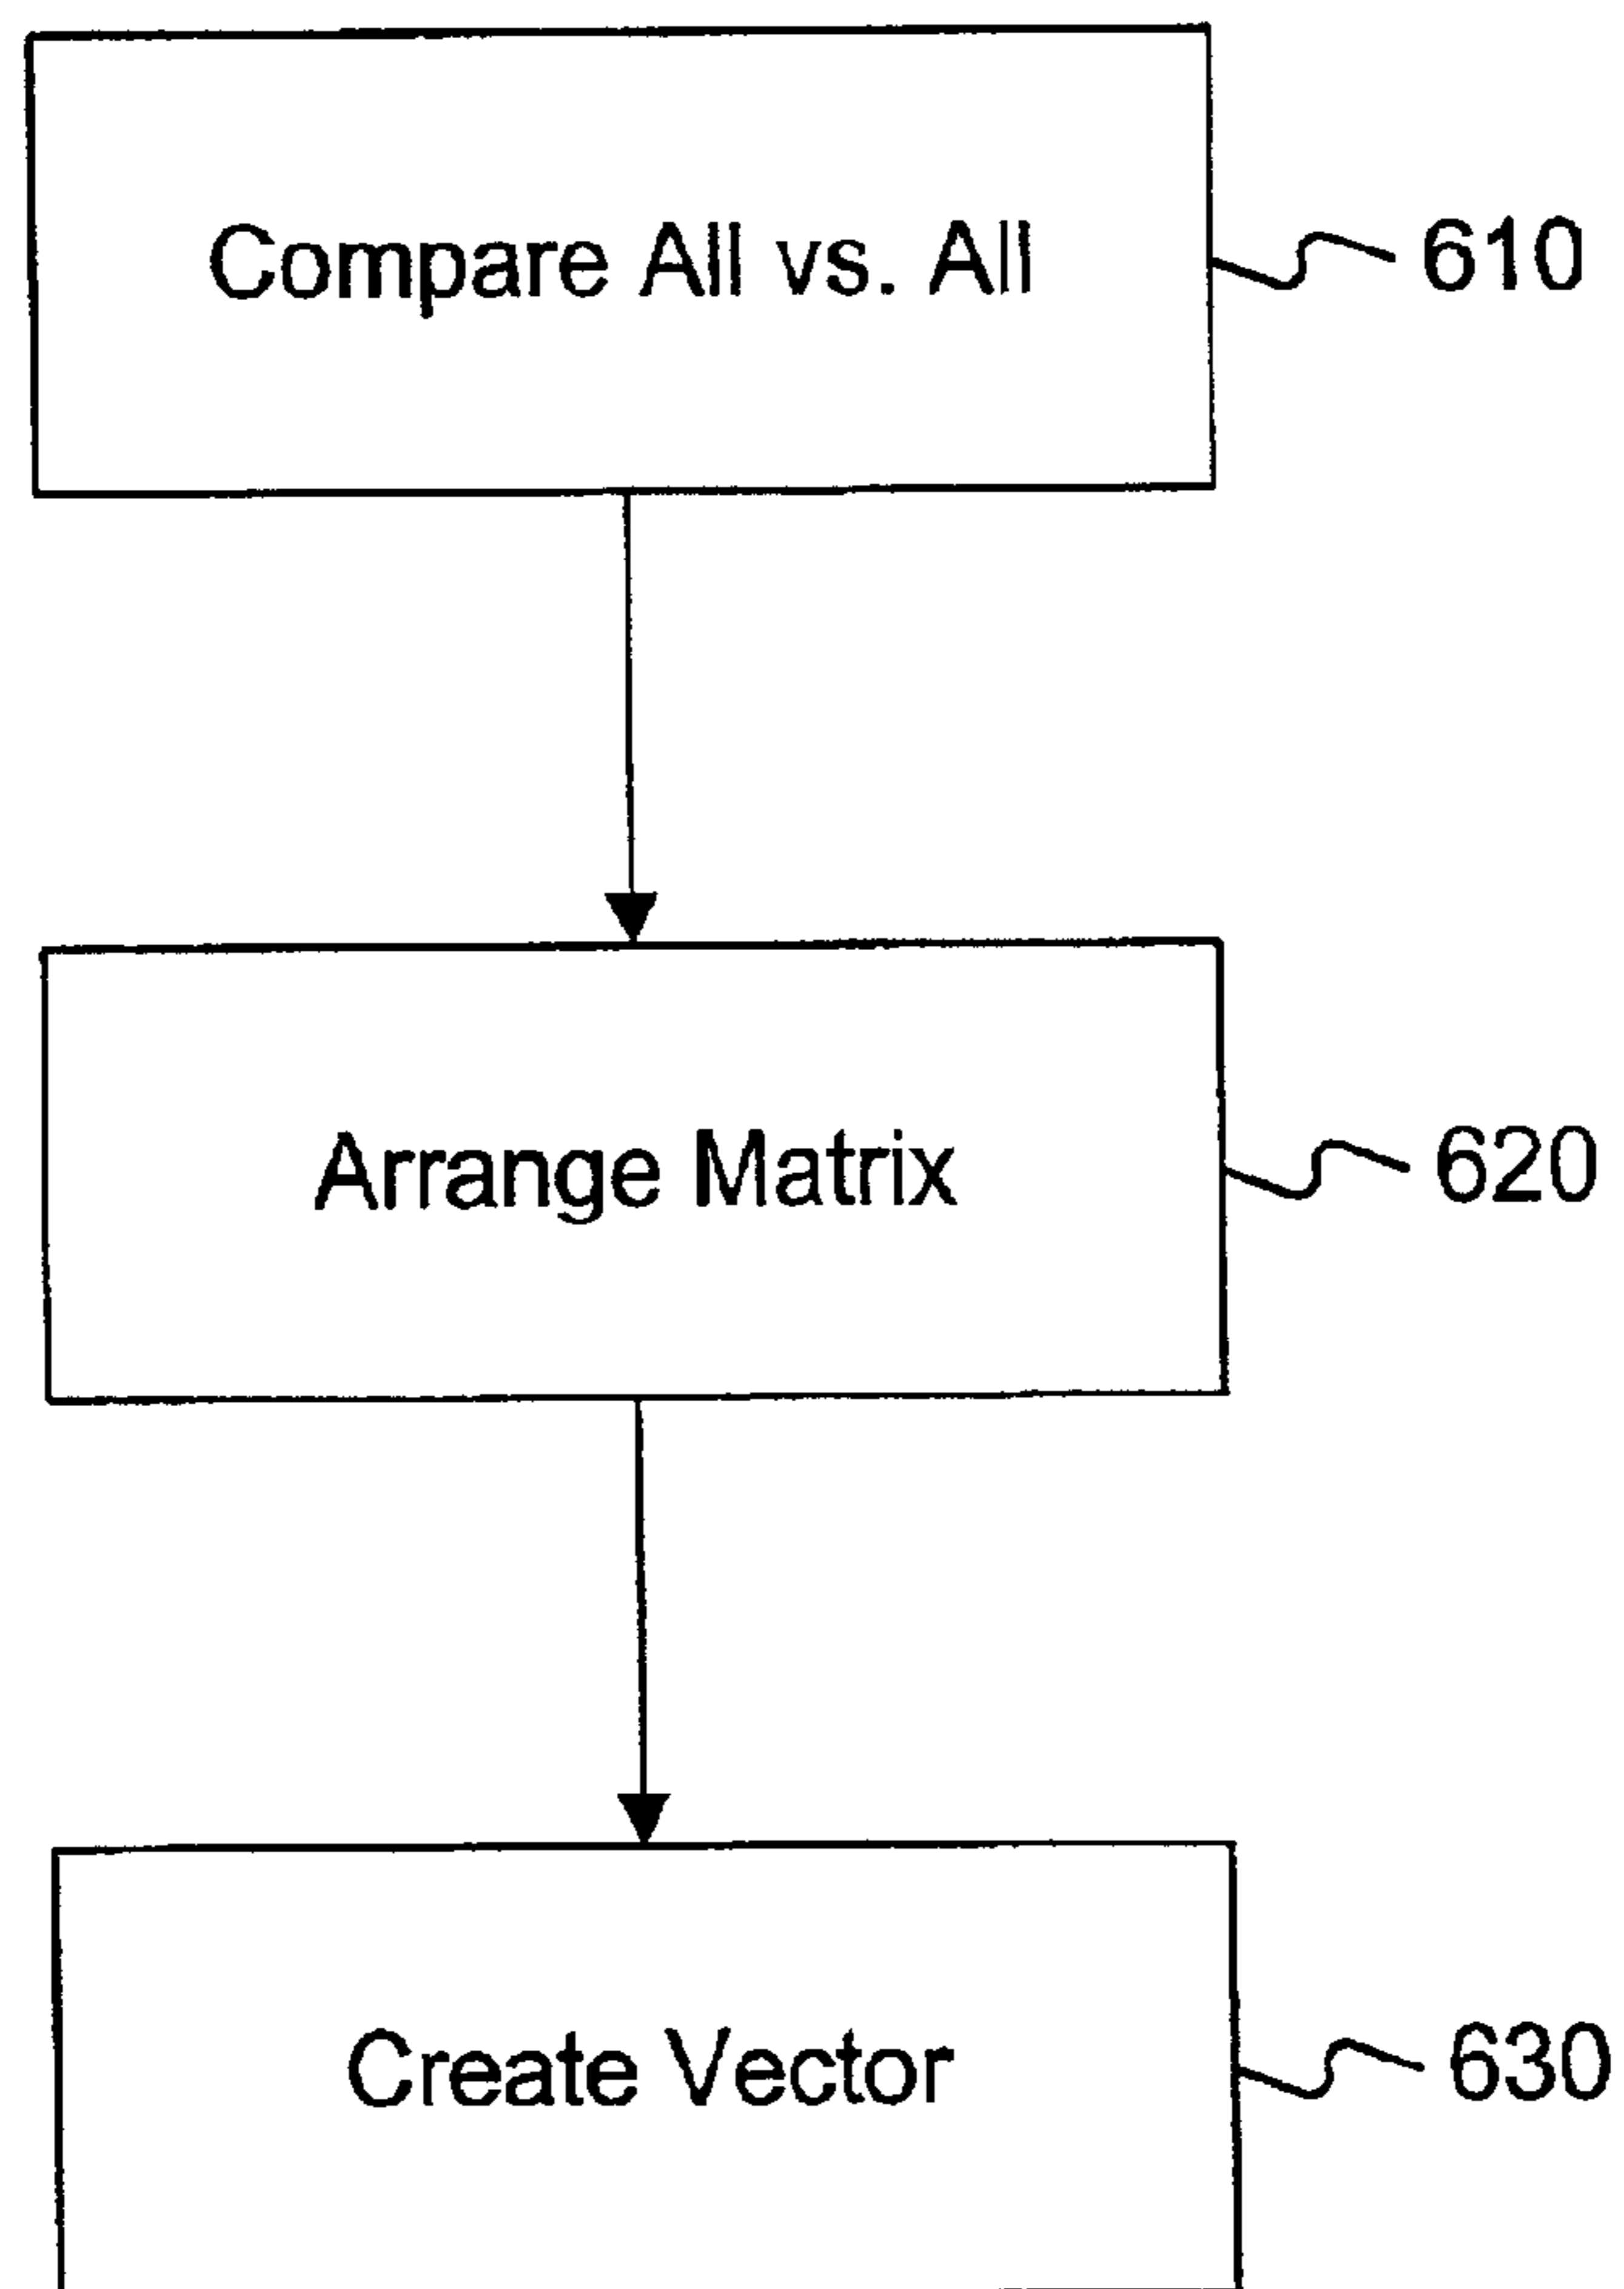 Compare All vs. All
610
Arrange Matrix
620
Create Vector
630